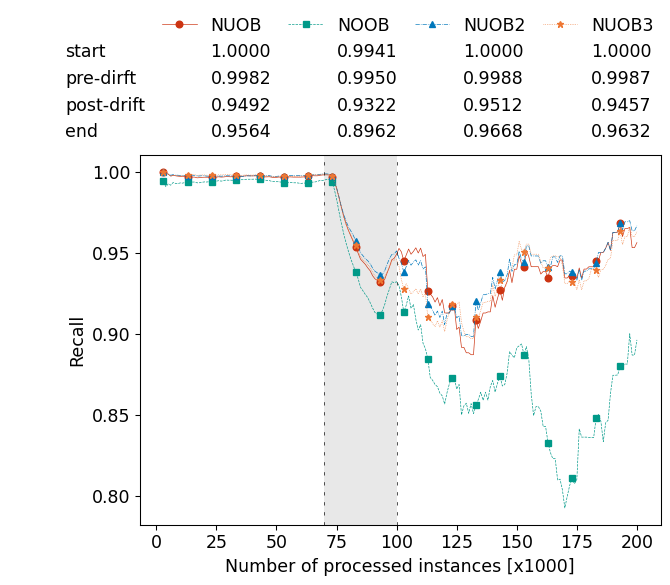 NUOB NOOB NUOB2 NUOB3
start 1.0000 0.9941 1.0000 1.0000
pre-dirft 0.9982 0.9950 0.9988 0.9987
post-drift 0.9492 0.9322 0.9512 0.9457
end 0.9564 0.8962 0.9668 0.9632
1.00
0.95
0.90
0.85
0.80
Recall
0 25 50 75 100 125 150 175 200
Number of processed instances [x1000]